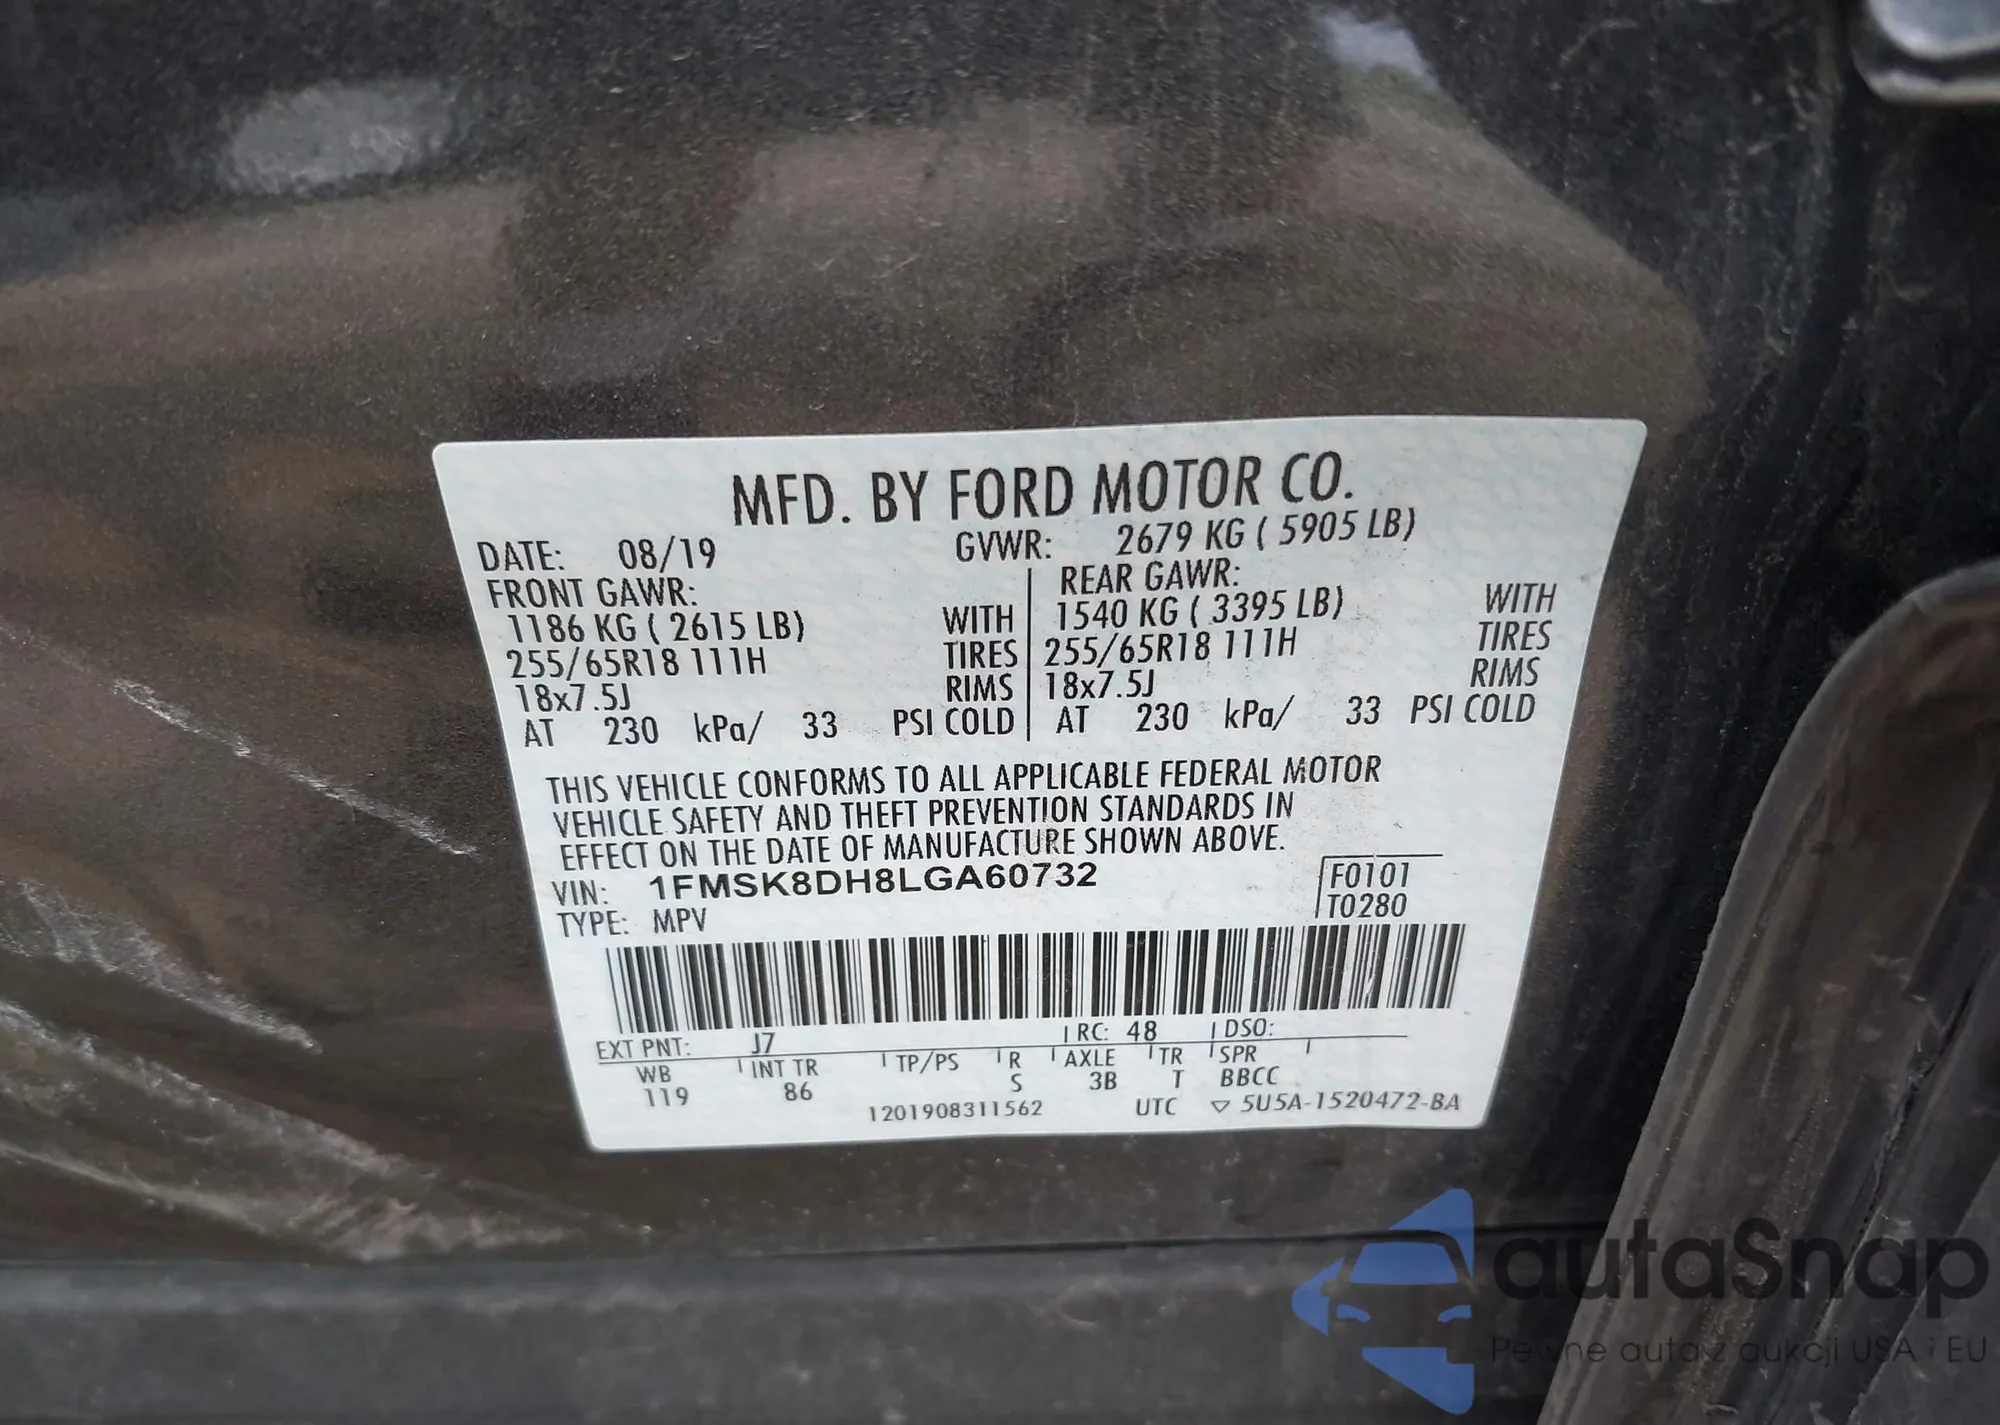 MFD. BY FORD MOTOR CO.
DATE: 08/19 GVWR: 2679 KG ( 5905 LB)
FRONT GAWR: REAR GAWR:
1186 KG ( 2615 LB) WITH 1540 KG ( 3395 LB) WITH
255/65R18 111H TIRES 255/65R18 111H TIRES
18x7.5J RIMS 18x7.5J RIMS
AT 230 kPa/ 33 PSI COLD AT 230 kPa/ 33 PSI COLD
THIS VEHICLE CONFORMS TO ALL APPLICABLE FEDERAL MOTOR
VEHICLE SAFETY AND THEFT PREVENTION STANDARDS IN
EFFECT ON THE DATE OF MANUFACTURE SHOWN ABOVE.
VIN: 1FMSK8DH8LGA60732 F0101
TYPE: MPV T0280
EXT PNT: J7 RC: 48 DSO:
WB INT TR TP/PS R AXLE TR SPR
119 86 S 3B T BBCC
1201908311562 UTC ▽ 5U5A-1520472-BA
autaSnap
Pewne auta z aukcji USA i EU